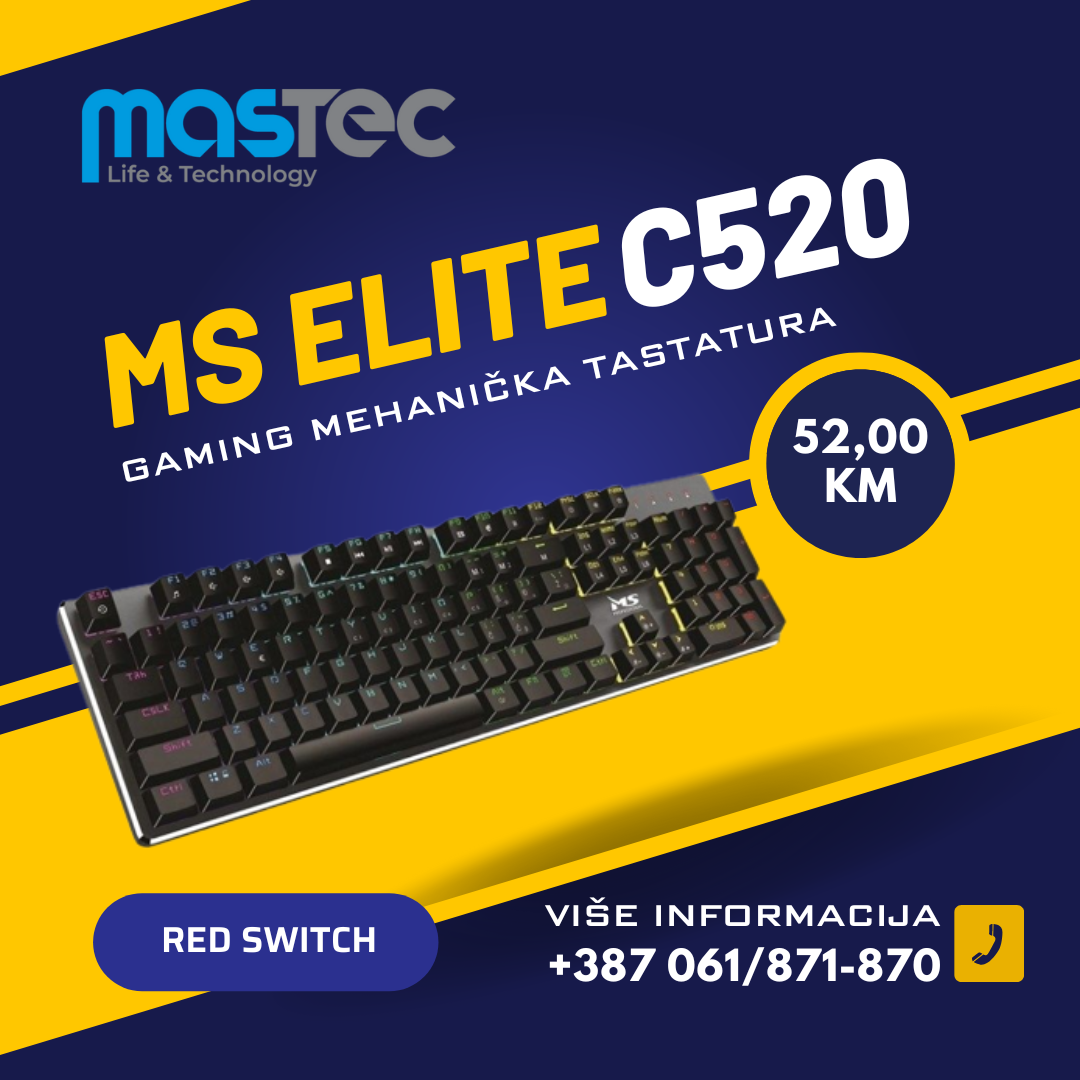 mastec
Life & Technology
MS ELITE C520
GAMING MEHANIČKA TASTATURA
52,00
KM
MS
RED SWITCH
VIŠE INFORMACIJA
+387 061/871-870